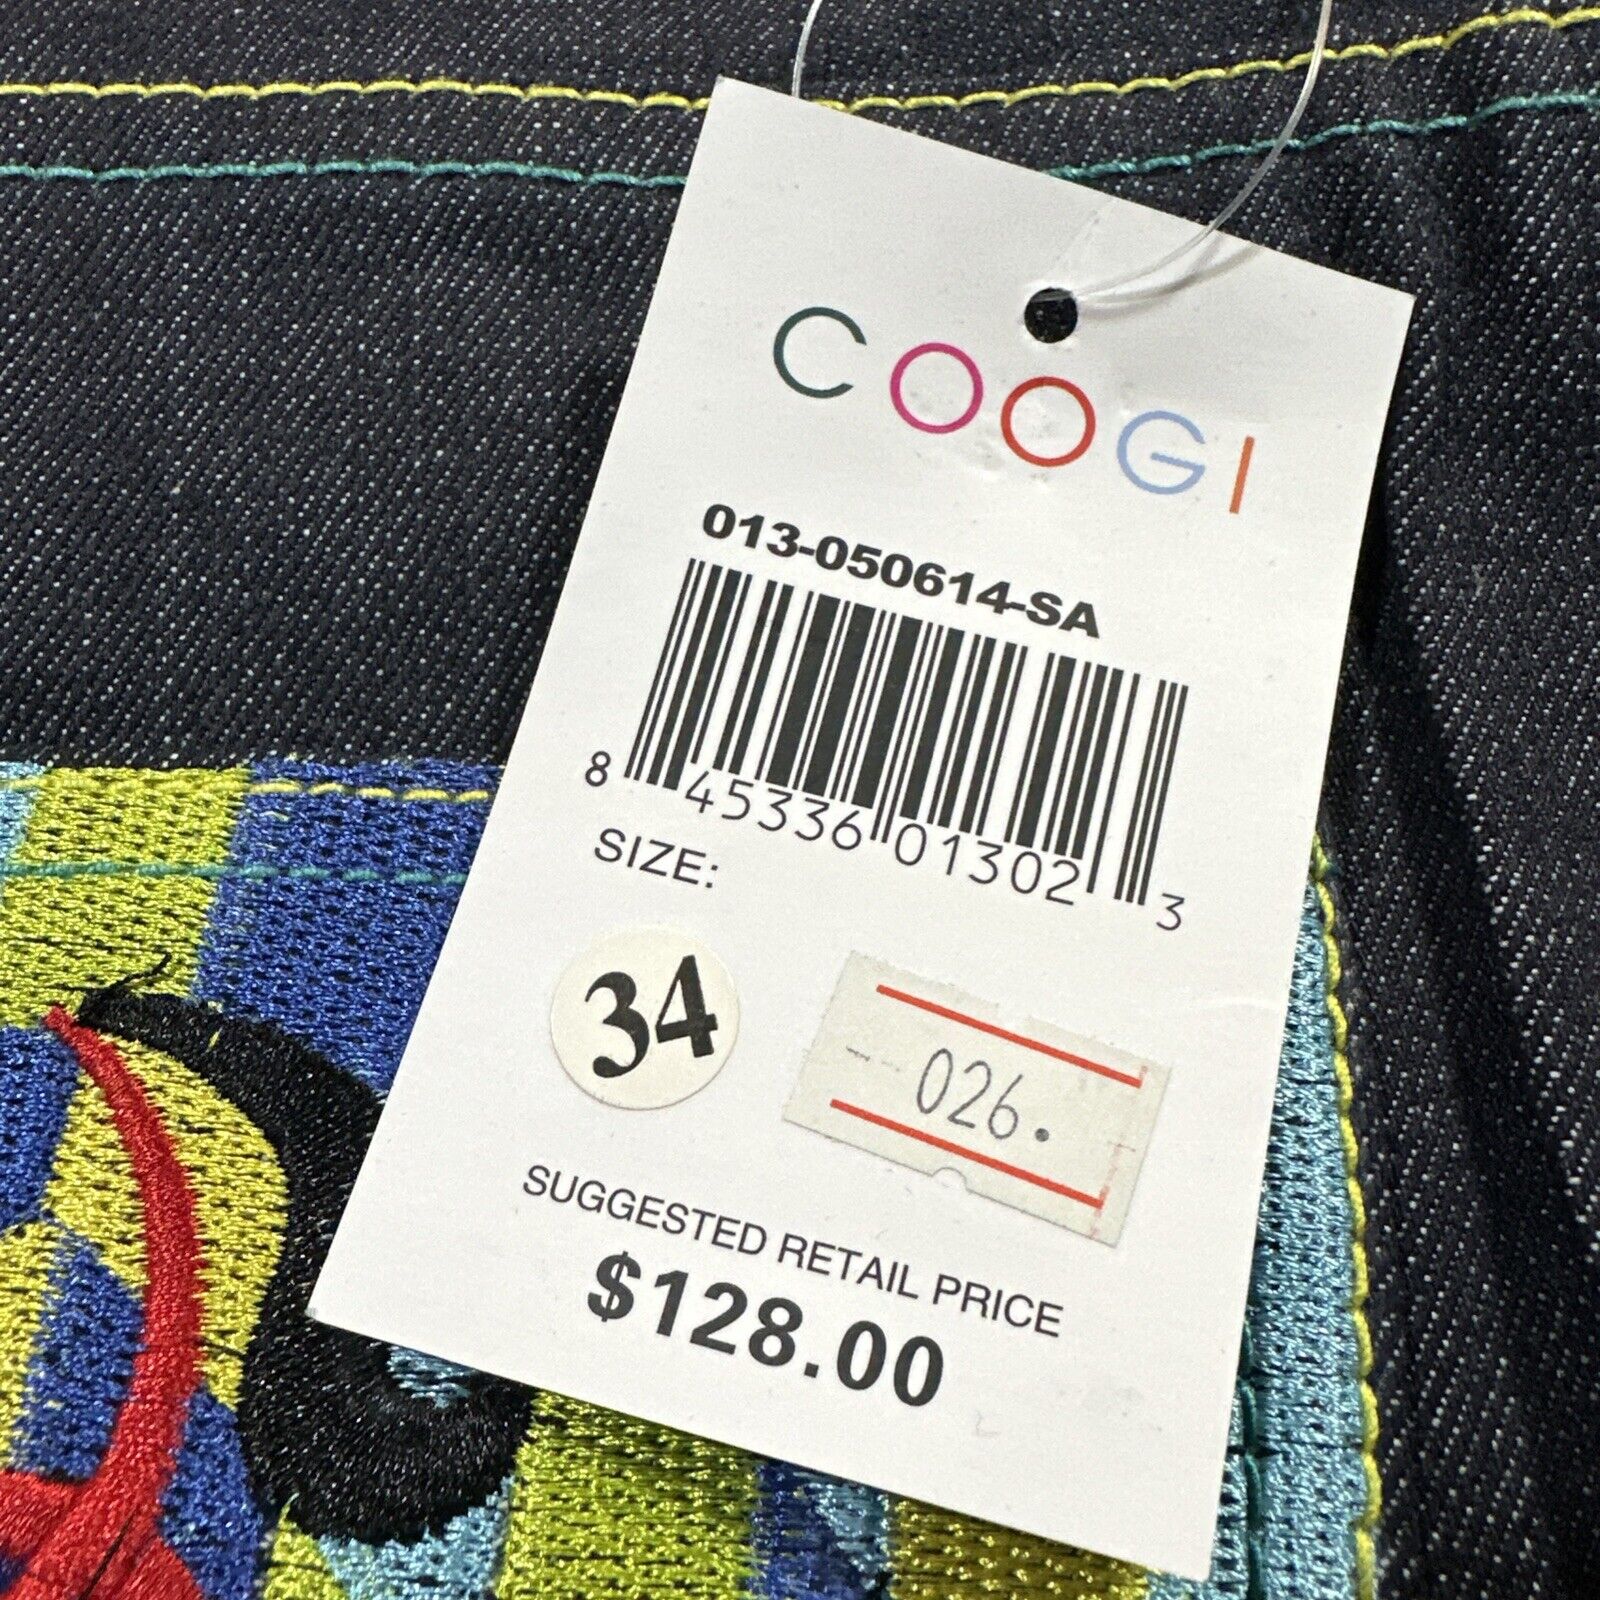 COOGI
013-050614-SA
8 45336 01302 3
SIZE:
34
026.
SUGGESTED RETAIL PRICE
$128.00